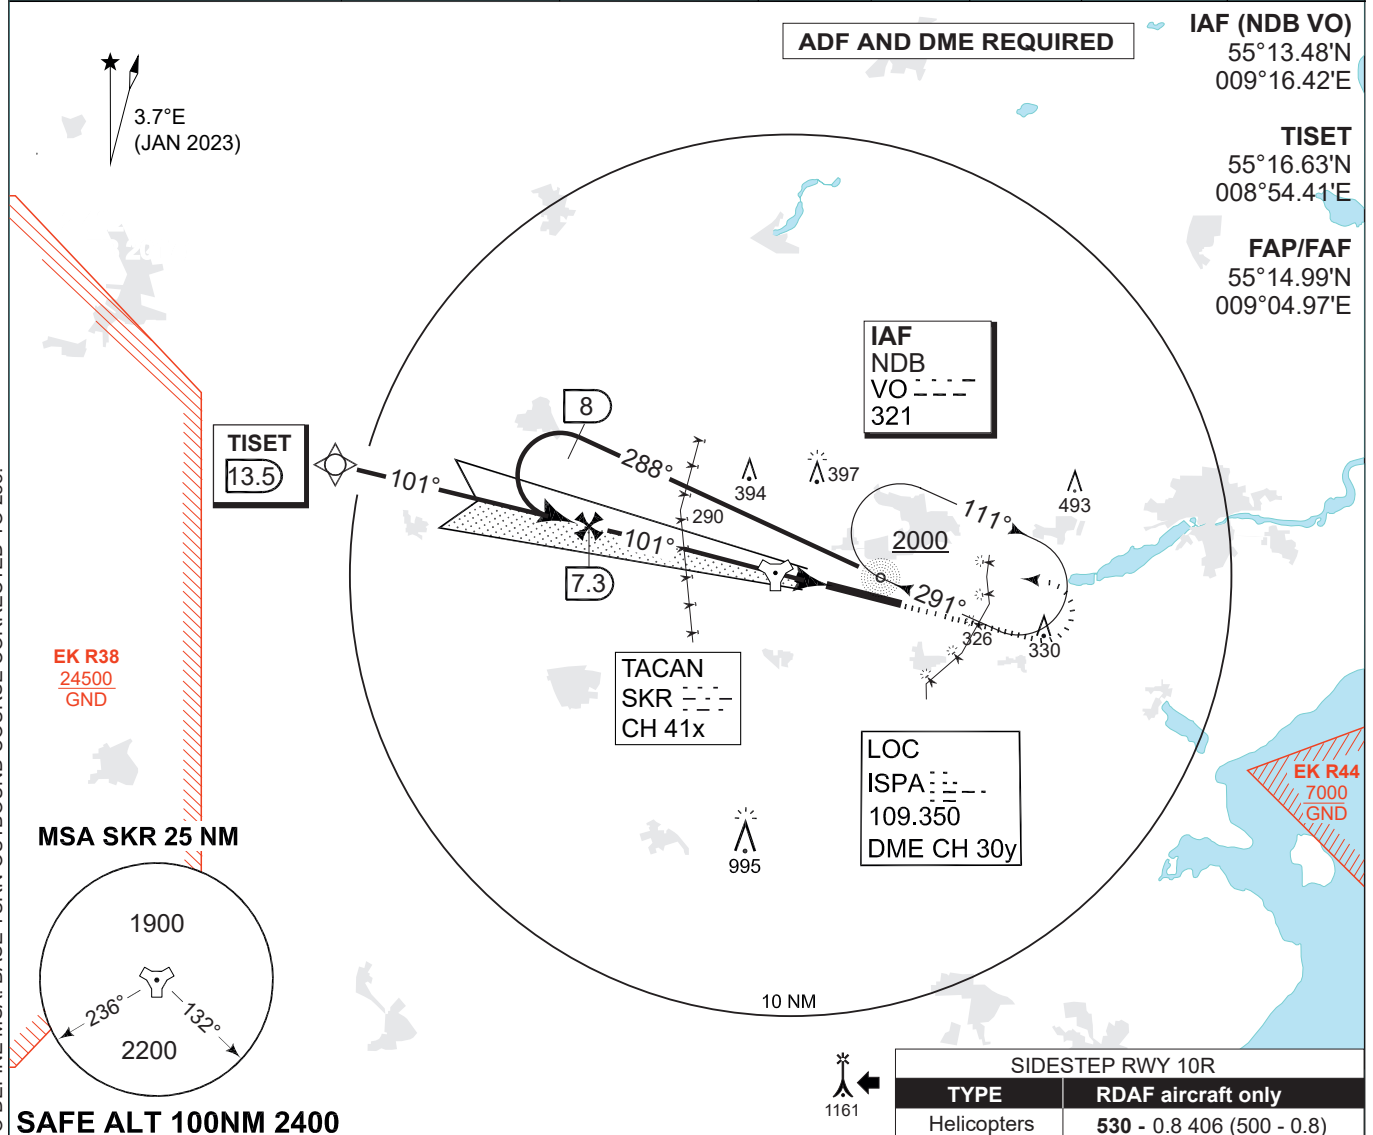 ADF AND DME REQUIRED
IAF (NDB VO)
55°13.48'N
009°16.42'E
TISET
55°16.63'N
008°54.41'E
FAP/FAF
55°14.99'N
009°04.97'E
3.7°E
(JAN 2023)
IAF
NDB
VO
321
8
TISET
13.5
101°
288°
394
397
493
290
111°
2000
101°
7.3
291°
326
330
EK R38
24500
GND
TACAN
SKR
CH 41x
LOC
ISPA
109.350
DME CH 30y
EK R44
7000
GND
995
MSA SKR 25 NM
1900
236°
132°
2200
10 NM
SAFE ALT 100NM 2400
1161
SIDESTEP RWY 10R
TYPE RDAF aircraft only
Helicopters 530 - 0.8 406 (500 - 0.8)